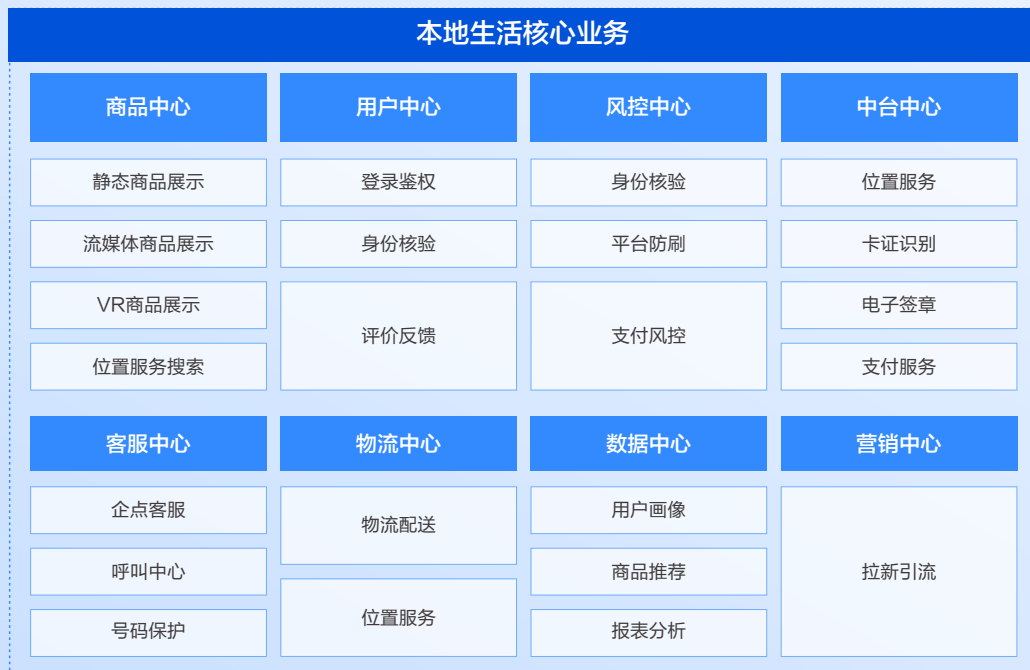 本地生活核心业务
商品中心
用户中心
风控中心
中台中心
静态商品展示
登录鉴权
身份核验
位置服务
流媒体商品展示
身份核验
平台防刷
卡证识别
VR商品展示
评价反馈
支付风控
电子签章
位置服务搜索
支付服务
客服中心
物流中心
数据中心
营销中心
企点客服
物流配送
用户画像
拉新引流
呼叫中心
商品推荐
号码保护
位置服务
报表分析